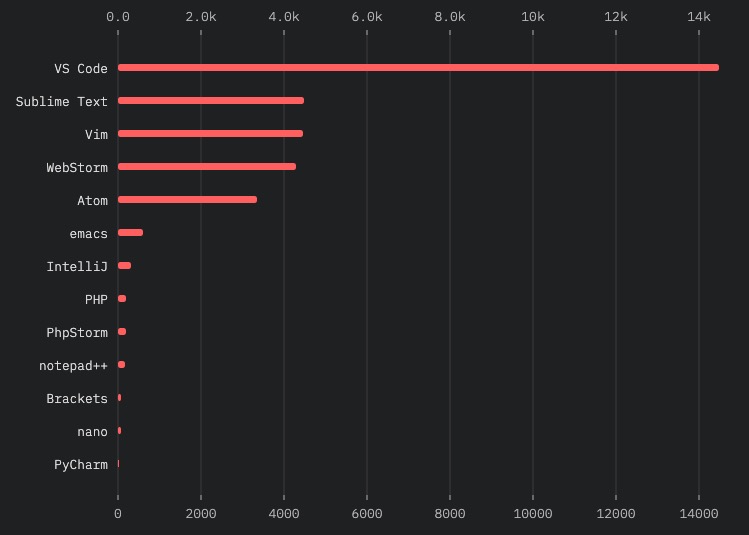 0.0 2.0k 4.0k 6.0k 8.0k 10k 12k 14k
VS Code
Sublime Text
Vim
WebStorm
Atom
emacs
IntelliJ
PHP
PhpStorm
notepad++
Brackets
nano
PyCharm
0 2000 4000 6000 8000 10000 12000 14000